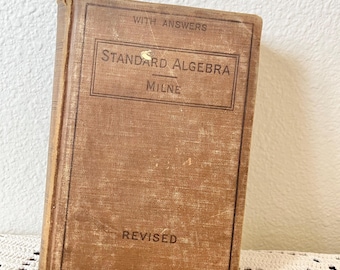 WITH ANSWERS
STANDARD ALGEBRA
MILNE
REVISED